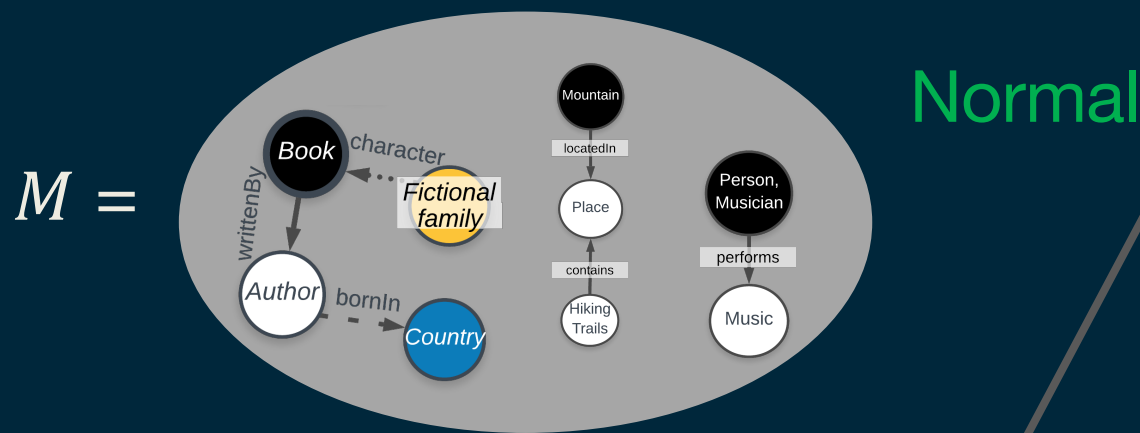 Normal
M =
Book
character
Fictional
family
writtenBy
Author
bornIn
Country
Mountain
locatedIn
Place
contains
Hiking
Trails
Person,
Musician
performs
Music